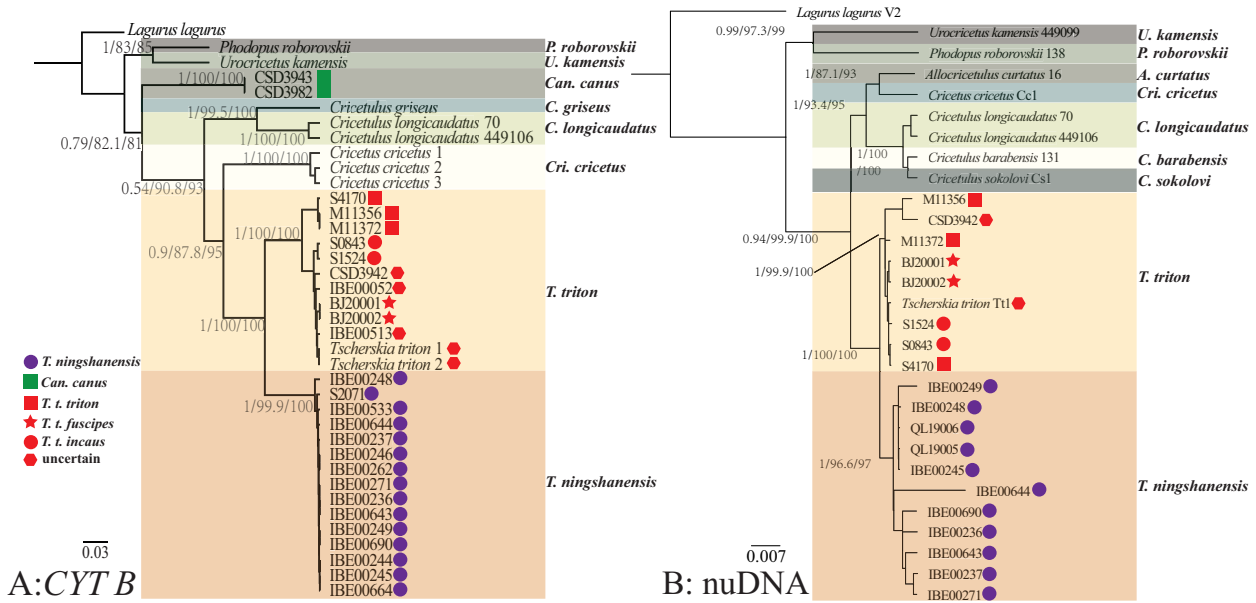 Lagurus lagurus
1/83/85
Phodopus roborovskii
P. roborovskii
Urocricetus kamensis
U. kamensis
1/100/100
CSD3943
CSD3982
Can. canus
0.79/82.1/81
1/99.5/100
Cricetulus griseus
C. griseus
Cricetulus longicaudatus 70
1/100/100
Cricetulus longicaudatus 449106
C. longicaudatus
1/100/100
Cricetus cricetus 1
Cricetus cricetus 2
Cricetus cricetus 3
Cri. cricetus
0.54/90.8/93
0.9/87.8/95
1/100/100
S4170
M11356
M11372
S0843
S1524
CSD3942
IBE00052
BJ20001
BJ20002
IBE00513
Tscherskia triton 1
Tscherskia triton 2
T. triton
1/100/100
1/99.9/100
IBE00248
S2071
IBE00533
IBE00644
IBE00237
IBE00246
IBE00262
IBE00271
IBE00236
IBE00643
IBE00249
IBE00690
IBE00244
IBE00245
IBE00664
T. ningshanensis
T. ningshanensis
Can. canus
T. t. triton
T. t. fuscipes
T. t. incaus
uncertain
0.03
A:CYT B
Lagurus lagurus V2
0.99/97.3/99
Urocricetus kamensis 449099
U. kamensis
Phodopus roborovskii 138
P. roborovskii
1/87.1/93
Allocricetulus curtatus 16
A. curtatus
1/93.4/95
Cricetus cricetus Cc1
Cri. cricetus
Cricetulus longicaudatus 70
Cricetulus longicaudatus 449106
C. longicaudatus
1/100
/100
Cricetulus barabensis 131
C. barabensis
Cricetulus sokolovi Cs1
C. sokolovi
0.94/99.9/100
1/99.9/100
M11356
CSD3942
M11372
BJ20001
BJ20002
Tscherskia triton Tt1
S1524
S0843
S4170
T. triton
1/100/100
1/96.6/97
IBE00249
IBE00248
QL19006
QL19005
IBE00245
IBE00644
IBE00690
IBE00236
IBE00643
IBE00237
IBE00271
T. ningshanensis
0.007
B: nuDNA